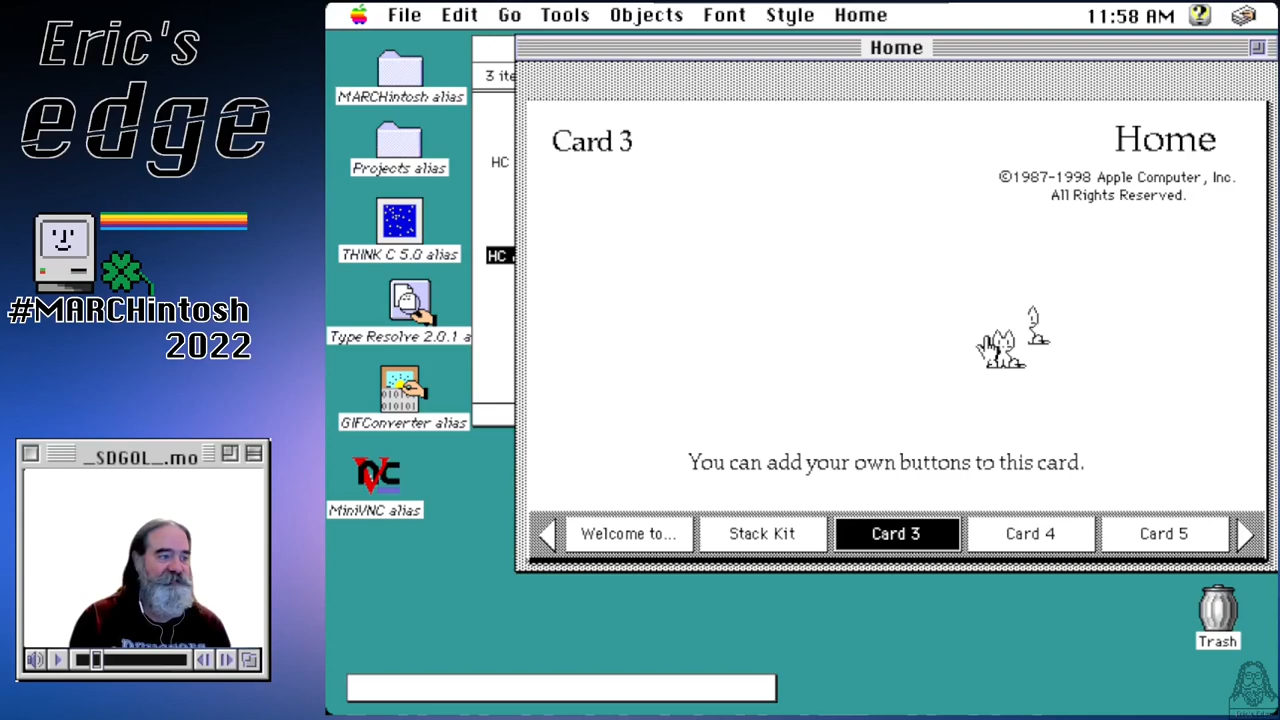 Eric's
edge
#MARCHintosh
2022
_SDGOL_.mo
File Edit Go Tools Objects Font Style Home 11:58 AM
MARCHintosh alias
Projects alias
THINK C 5.0 alias
Type Resolve 2.0.1 a
GIFConverter alias
MiniVNC alias
3 ite
HC
HC
Home
Card 3
Home
©1987-1998 Apple Computer, Inc.
All Rights Reserved.
You can add your own buttons to this card.
Welcome to... Stack Kit Card 3 Card 4 Card 5
Trash